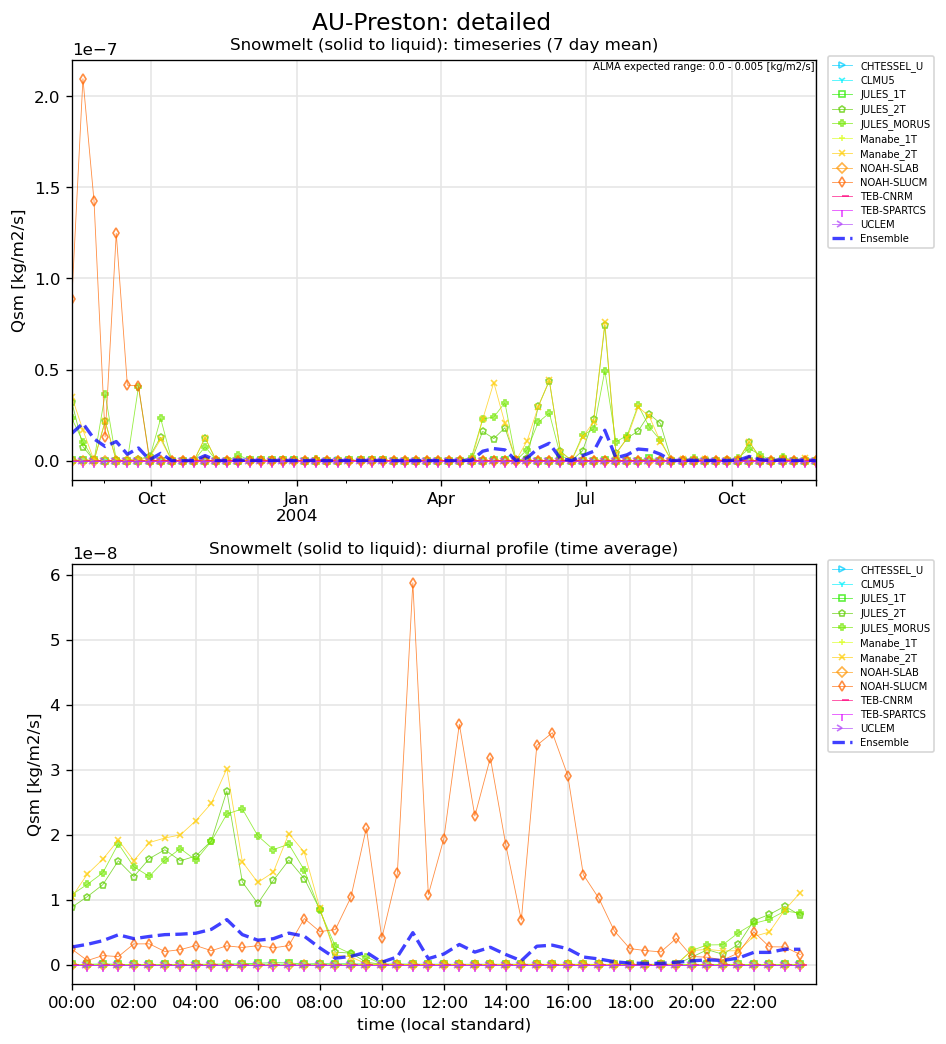 AU-Preston: detailed
Snowmelt (solid to liquid): timeseries (7 day mean)
1e−7
ALMA expected range: 0.0 - 0.005 [kg/m2/s]
2.0
1.5
1.0
0.5
0.0
Qsm [kg/m2/s]
Oct
Jan
2004
Apr
Jul
Oct
CHTESSEL_U
CLMU5
JULES_1T
JULES_2T
JULES_MORUS
Manabe_1T
Manabe_2T
NOAH-SLAB
NOAH-SLUCM
TEB-CNRM
TEB-SPARTCS
UCLEM
Ensemble
Snowmelt (solid to liquid): diurnal profile (time average)
1e−8
6
5
4
3
2
1
0
Qsm [kg/m2/s]
00:00
02:00
04:00
06:00
08:00
10:00
12:00
14:00
16:00
18:00
20:00
22:00
time (local standard)
CHTESSEL_U
CLMU5
JULES_1T
JULES_2T
JULES_MORUS
Manabe_1T
Manabe_2T
NOAH-SLAB
NOAH-SLUCM
TEB-CNRM
TEB-SPARTCS
UCLEM
Ensemble